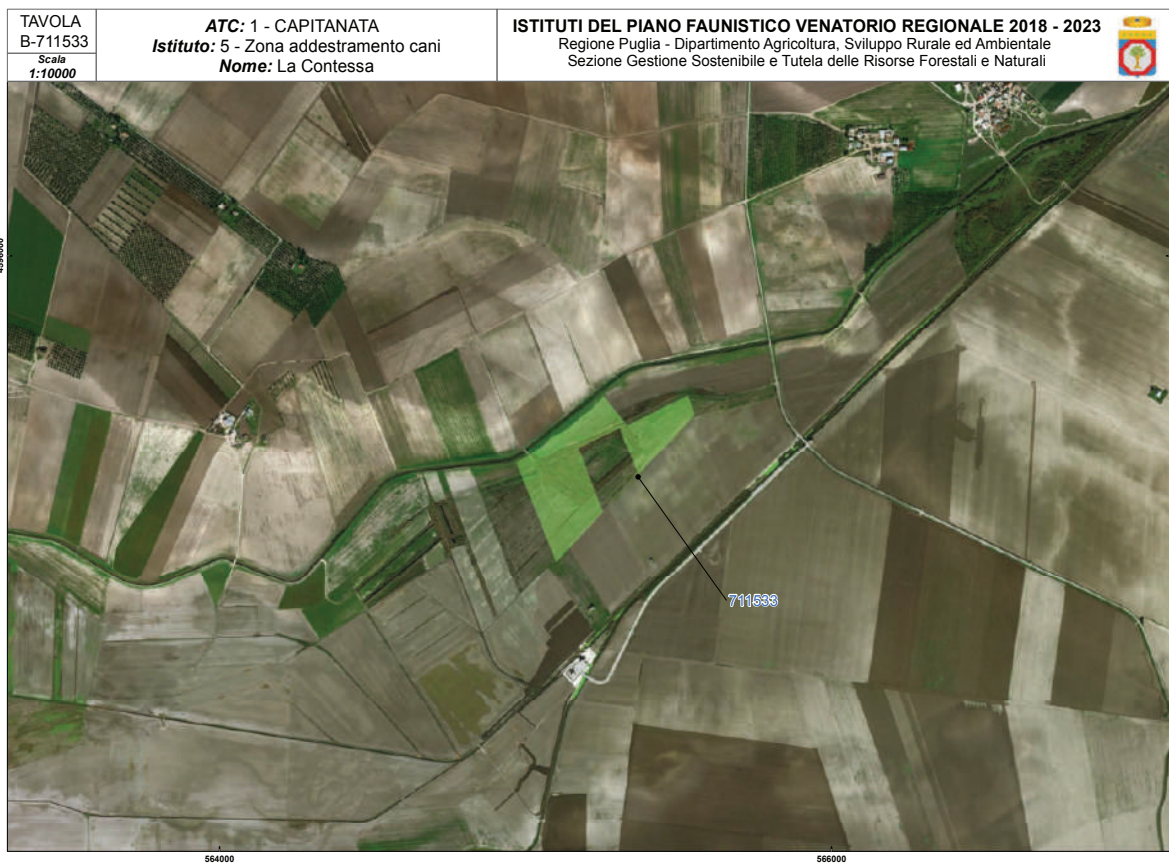 TAVOLA
B-711533
Scala
1:10000
ATC: 1 - CAPITANATA
Istituto: 5 - Zona addestramento cani
Nome: La Contessa
ISTITUTI DEL PIANO FAUNISTICO VENATORIO REGIONALE 2018 - 2023
Regione Puglia - Dipartimento Agricoltura, Sviluppo Rurale ed Ambientale
Sezione Gestione Sostenibile e Tutela delle Risorse Forestali e Naturali
711533
564000
566000